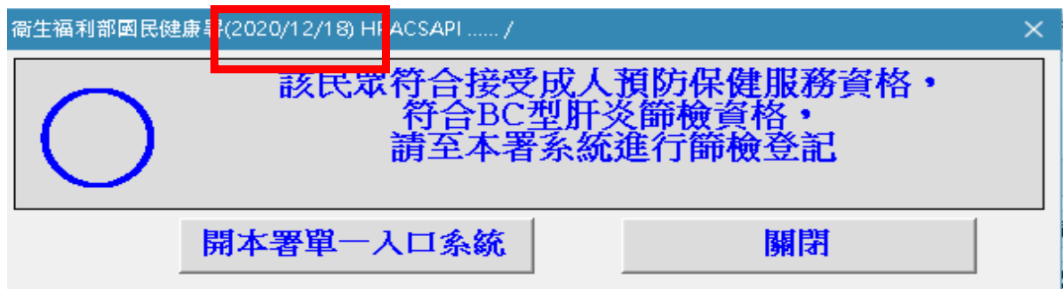 衛生福利部國民健康署(2020/12/18) HPACSAPI ...... /
該民眾符合接受成人預防保健服務資格，
符合BC型肝炎篩檢資格，
請至本署系統進行篩檢登記
開本署單一入口系統
關閉